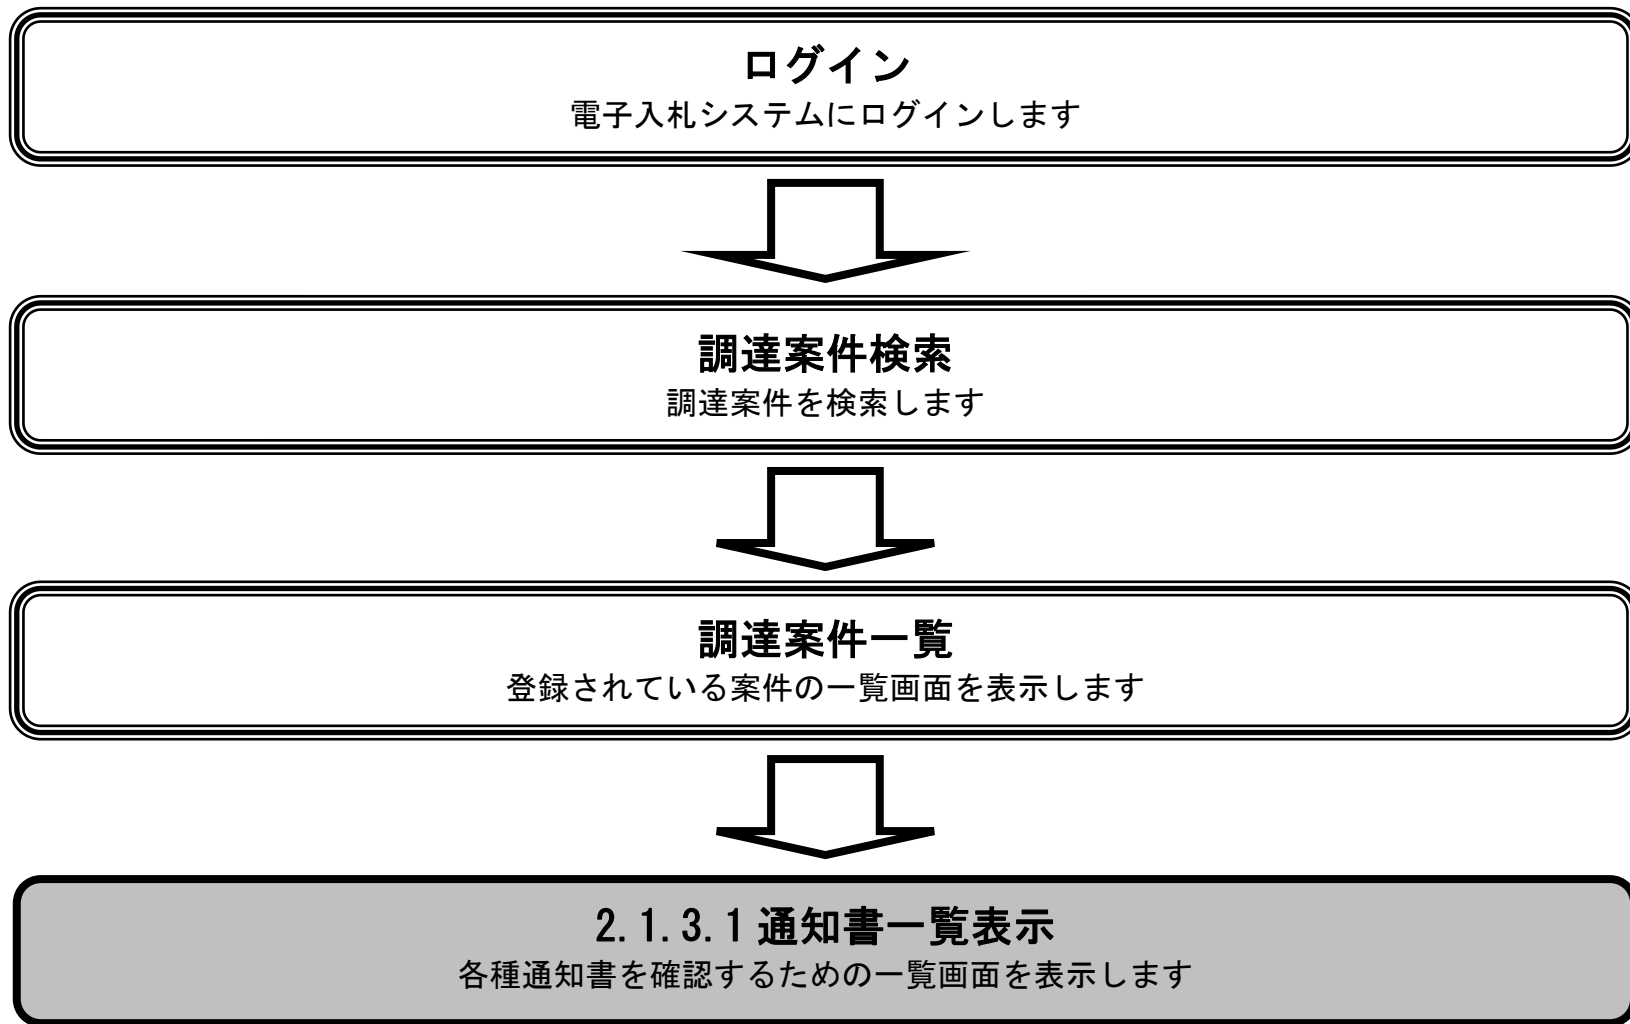 ログイン
電子入札システムにログインします
調達案件検索
調達案件を検索します
調達案件一覧
登録されている案件の一覧画面を表示します
2.1.3.1 通知書一覧表示
各種通知書を確認するための一覧画面を表示します